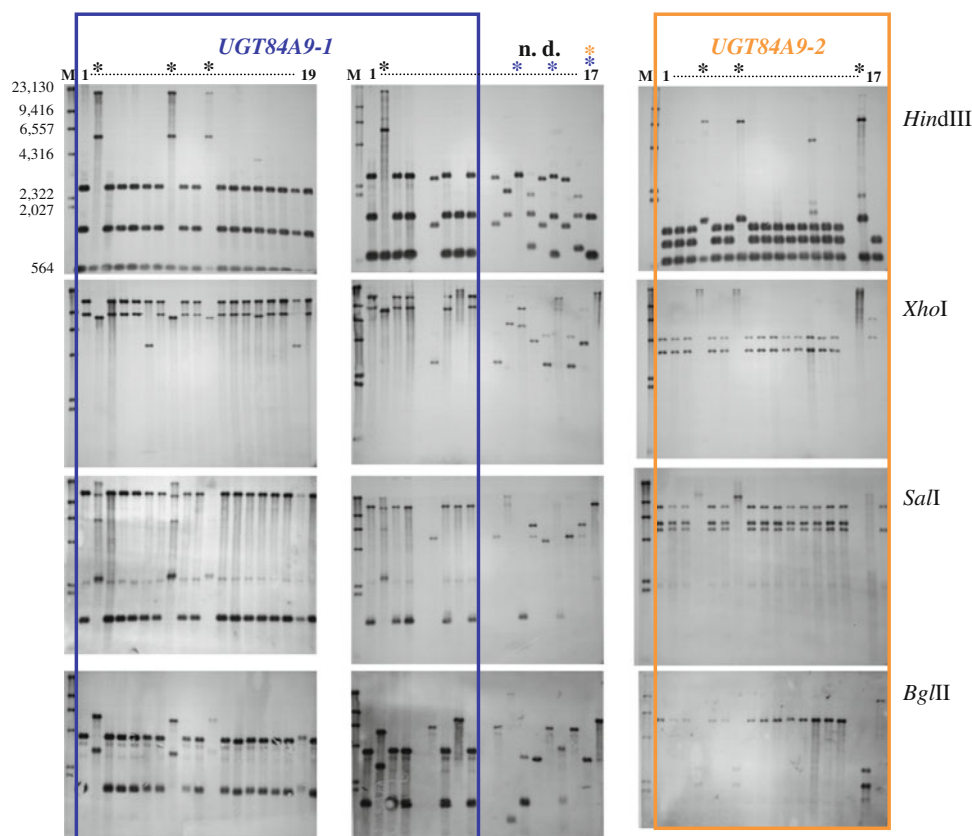 UGT84A9-1
n. d.
UGT84A9-2
*
M 1 * * * 19
M 1 * * * * 17
M 1 * * * 17
23,130
9,416
6,557
4,316
2,322
2,027
564
HindIII
XhoI
SalI
BglII